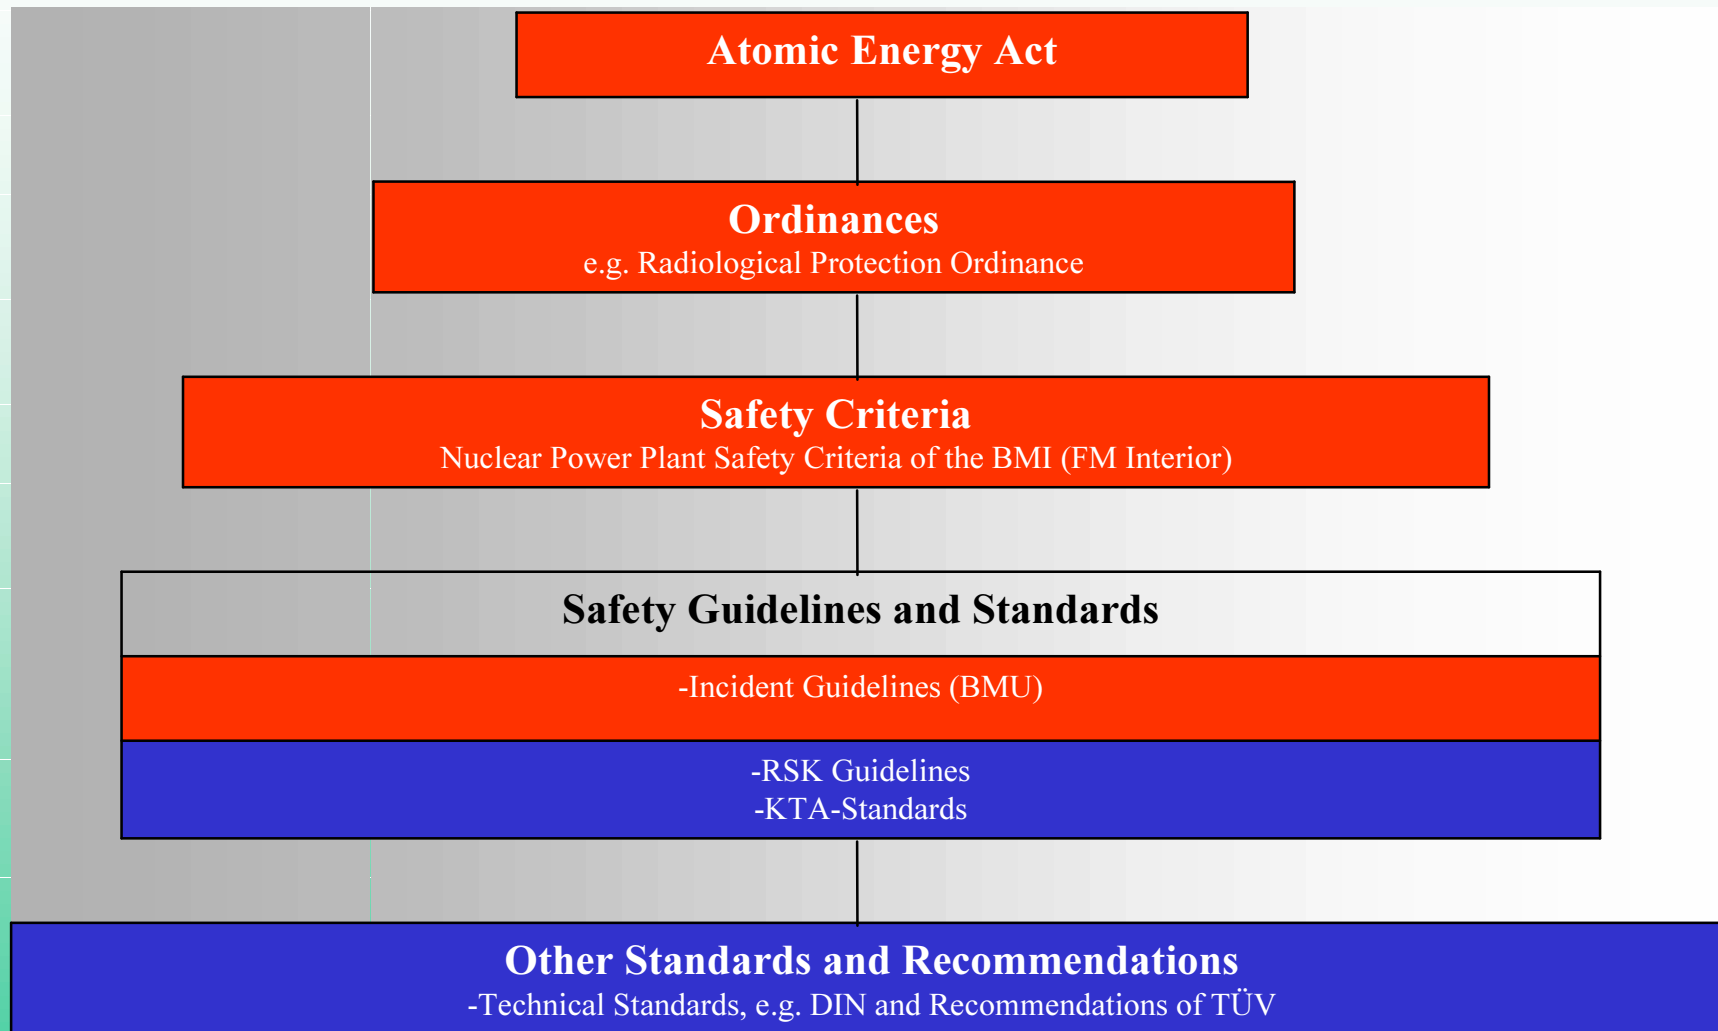 Atomic Energy Act
Ordinances
e.g. Radiological Protection Ordinance
Safety Criteria
Nuclear Power Plant Safety Criteria of the BMI (FM Interior)
Safety Guidelines and Standards
-Incident Guidelines (BMU)
-RSK Guidelines
-KTA-Standards
Other Standards and Recommendations
-Technical Standards, e.g. DIN and Recommendations of TÜV